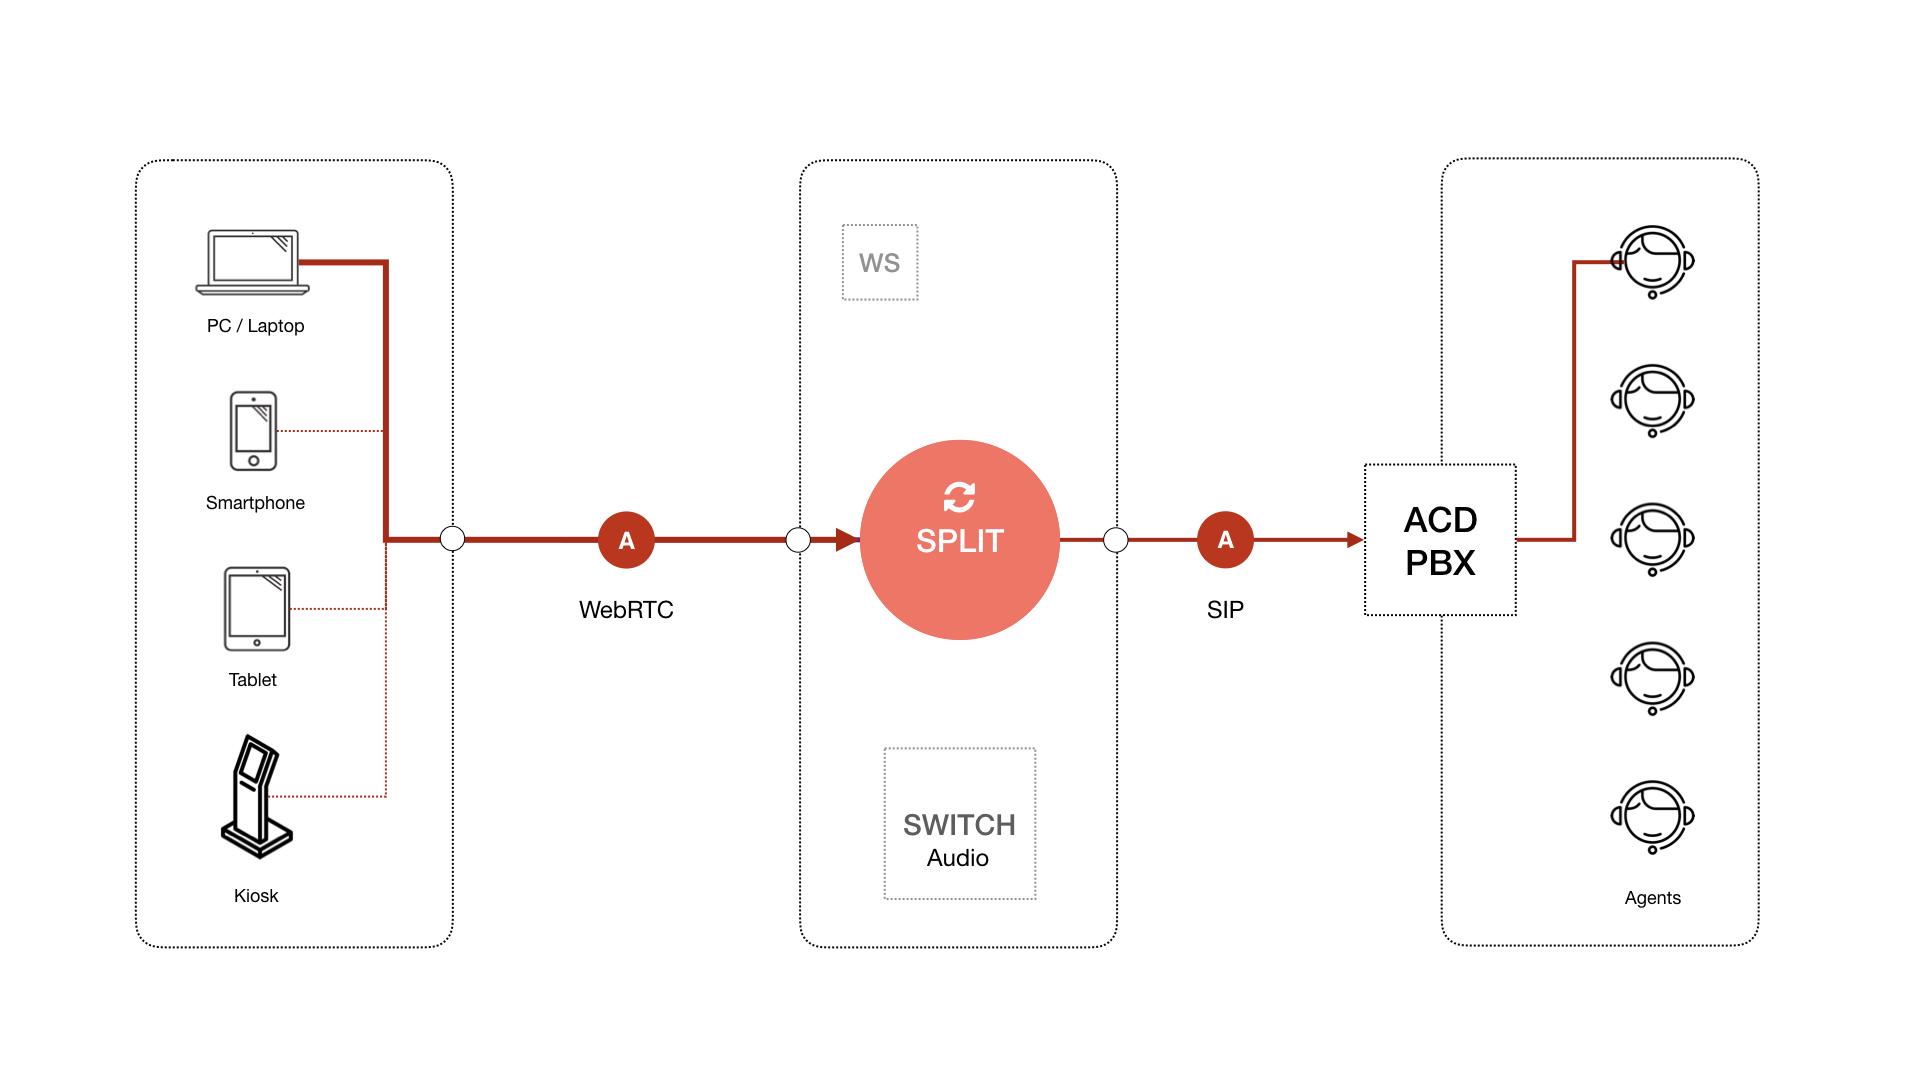 PC / Laptop
Smartphone
Tablet
Kiosk
A
WebRTC
WS
SPLIT
SWITCH
Audio
A
SIP
ACD
PBX
Agents